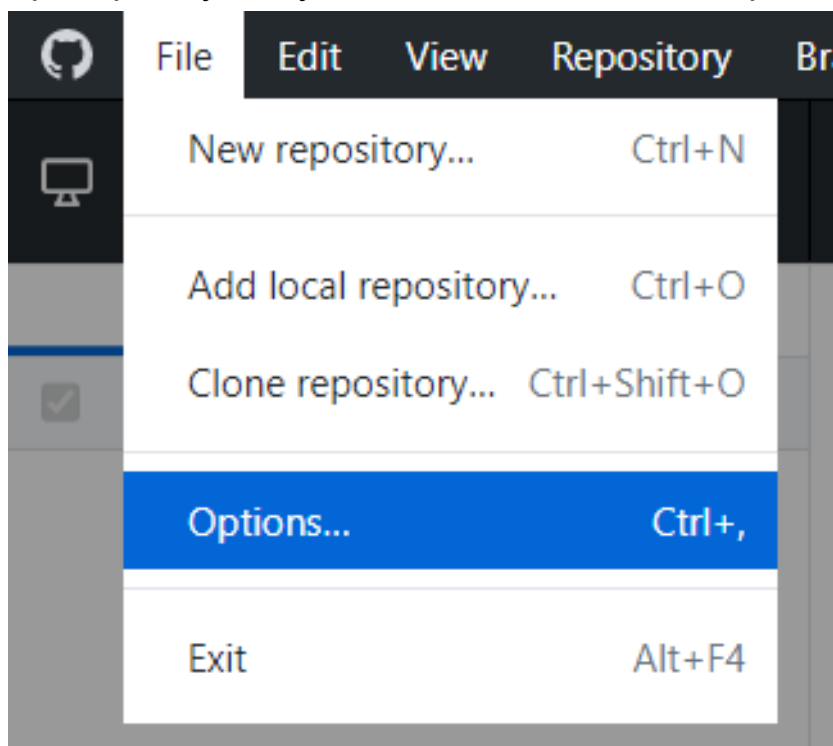 File Edit View Repository
New repository... Ctrl+N
Add local repository... Ctrl+O
Clone repository... Ctrl+Shift+O
Options... Ctrl+,
Exit Alt+F4